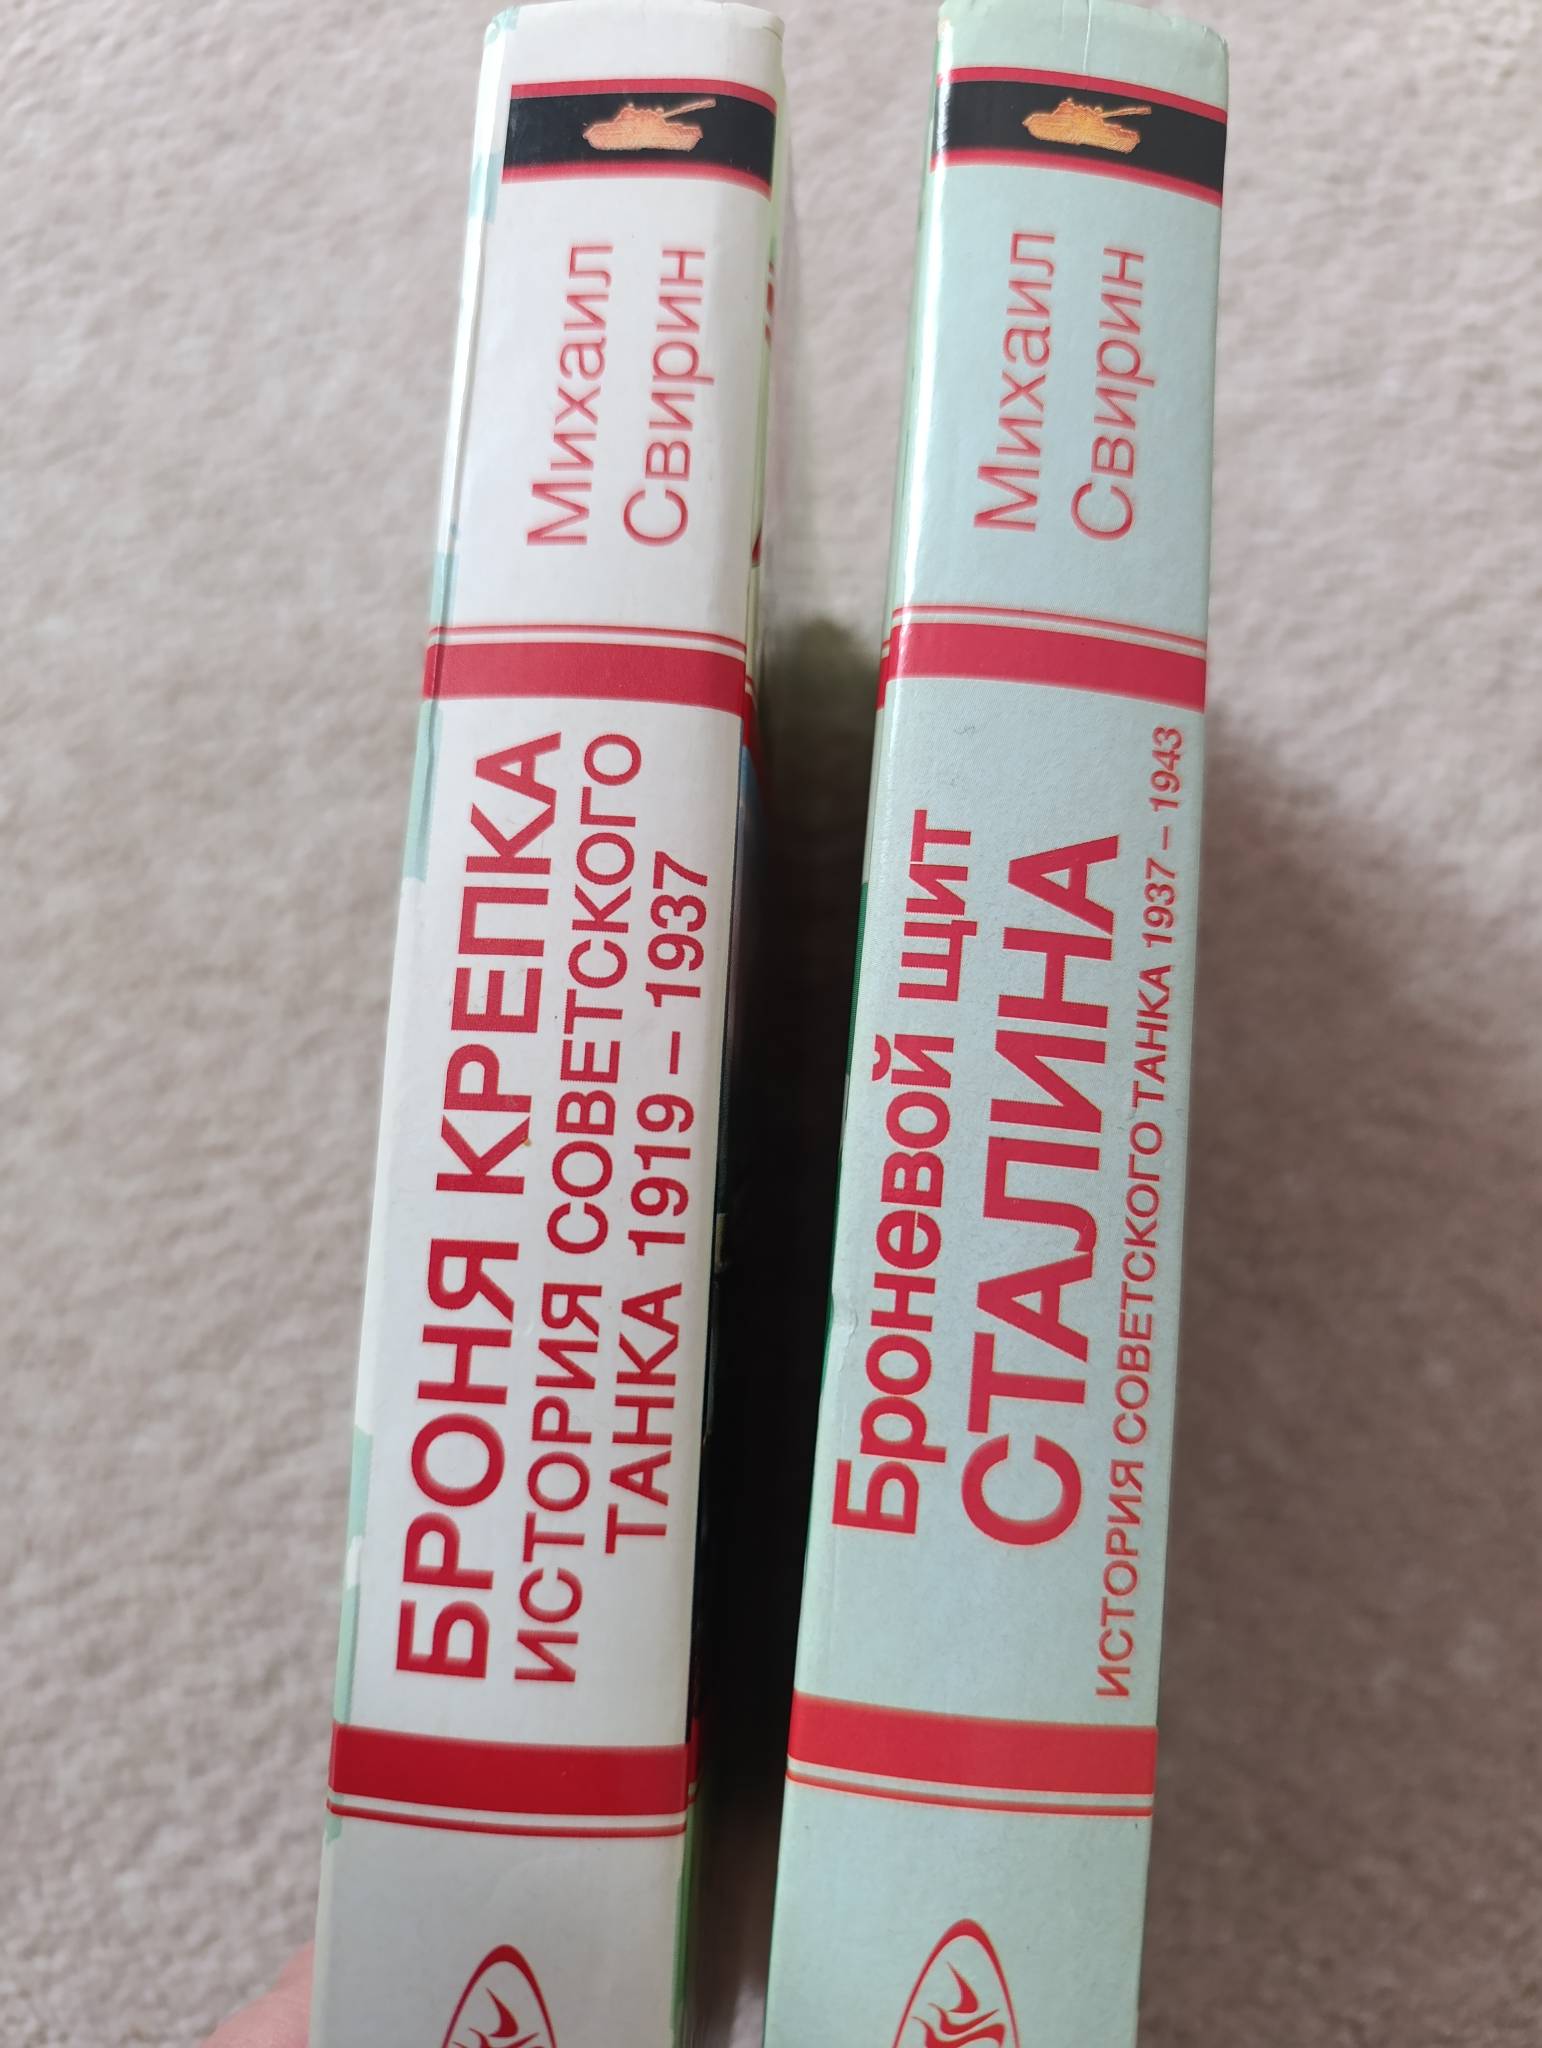 Михаил
Свирин
БРОНЯ КРЕПКА
ИСТОРИЯ СОВЕТСКОГО
ТАНКА 1919 – 1937
Михаил
Свирин
Броневой щит
СТАЛИНА
ИСТОРИЯ СОВЕТСКОГО ТАНКА 1937 – 1943